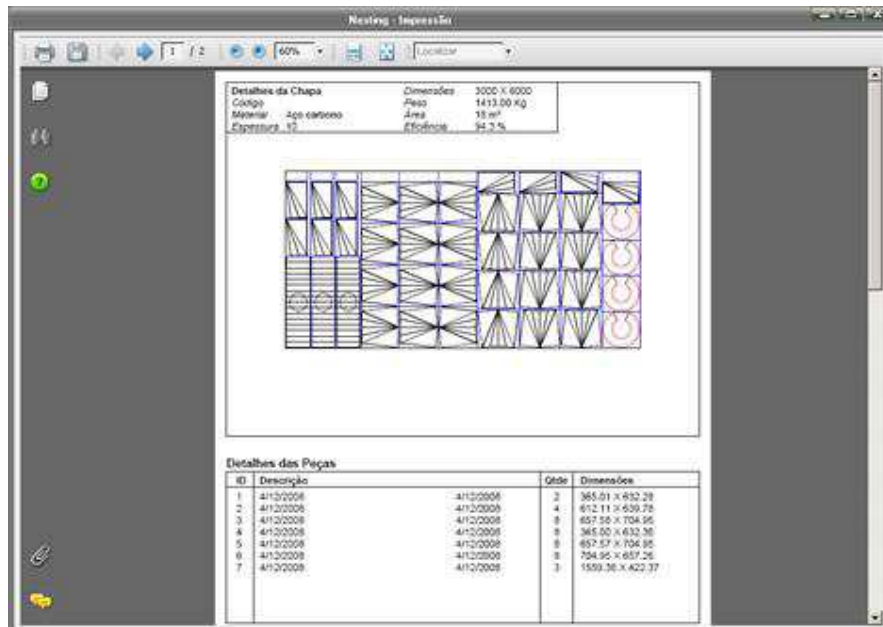 Nesting - Impressão
1 / 2 60% Localizar
Detalhes da Chapa Dimensões 3000 X 6000
Código Peso 1413.00 Kg
Material Aço carbono Área 18 m²
Espessura 10 Eficiência 94.3 %
Detalhes das Peças
ID Descrição Qtde Dimensões
1 4/12/2008 4/12/2008 2 365.01 X 632.28
2 4/12/2008 4/12/2008 4 612.11 X 639.78
3 4/12/2008 4/12/2008 8 657.58 X 704.95
4 4/12/2008 4/12/2008 8 365.00 X 632.36
5 4/12/2008 4/12/2008 8 657.57 X 704.95
6 4/12/2008 4/12/2008 8 704.95 X 657.26
7 4/12/2008 4/12/2008 3 1559.36 X 422.37